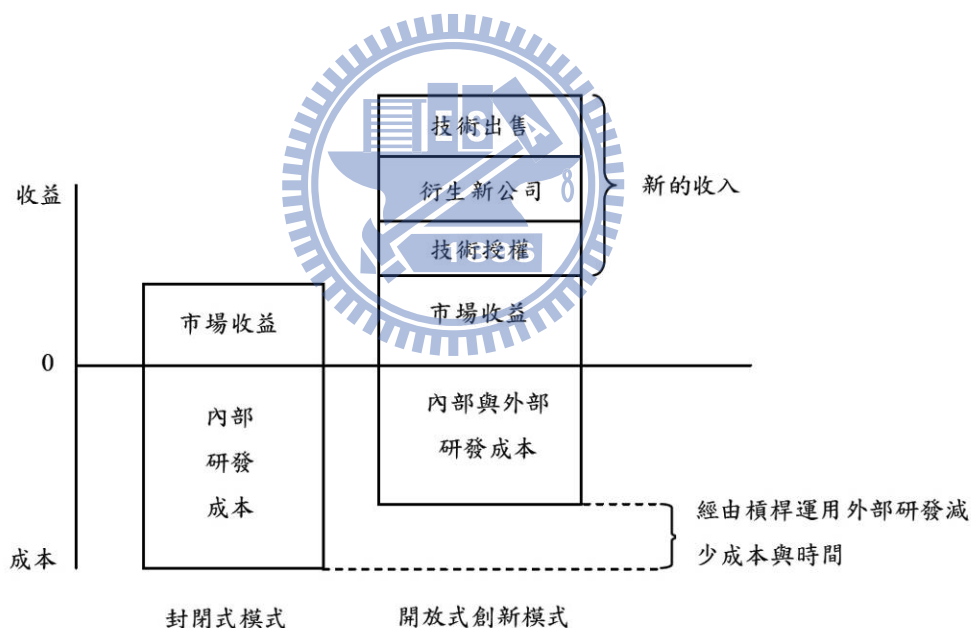 技術出售
衍生新公司
技術授權
新的收入
收益
市場收益
市場收益
0
內部
研發
成本
內部與外部
研發成本
經由槓桿運用外部研發減
少成本與時間
成本
封閉式模式
開放式創新模式
ESA
8
1896